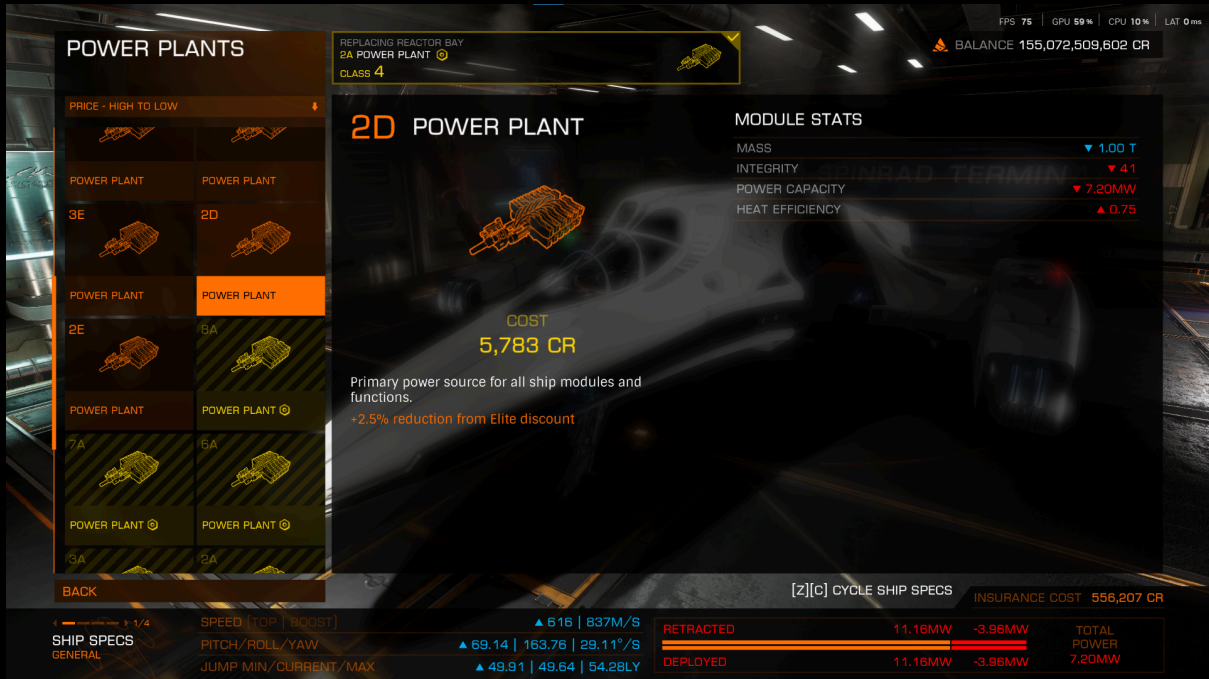 FPS 75 GPU 59% CPU 10% LAT 0 ms
POWER PLANTS
REPLACING REACTOR BAY
2A POWER PLANT
CLASS 4
BALANCE 155,072,509,602 CR
PRICE - HIGH TO LOW
POWER PLANT POWER PLANT
3E 2D
POWER PLANT POWER PLANT
2E 8A
POWER PLANT POWER PLANT
7A 6A
POWER PLANT POWER PLANT
3A 2A
BACK
2D POWER PLANT
COST
5,783 CR
Primary power source for all ship modules and
functions.
+2.5% reduction from Elite discount
MODULE STATS
MASS ▼ 1.00 T
INTEGRITY ▼ 41
POWER CAPACITY ▼ 7.20MW
HEAT EFFICIENCY ▲ 0.75
TERMIN
[Z][C] CYCLE SHIP SPECS
INSURANCE COST 556,207 CR
1/4
SHIP SPECS
GENERAL
SPEED [TOP | BOOST] ▲ 616 | 837M/S
PITCH/ROLL/YAW ▲ 69.14 | 163.76 | 29.11°/S
JUMP MIN/CURRENT/MAX ▲ 49.91 | 49.64 | 54.28LY
RETRACTED 11.16MW -3.96MW
DEPLOYED 11.16MW -3.96MW
TOTAL
POWER
7.20MW